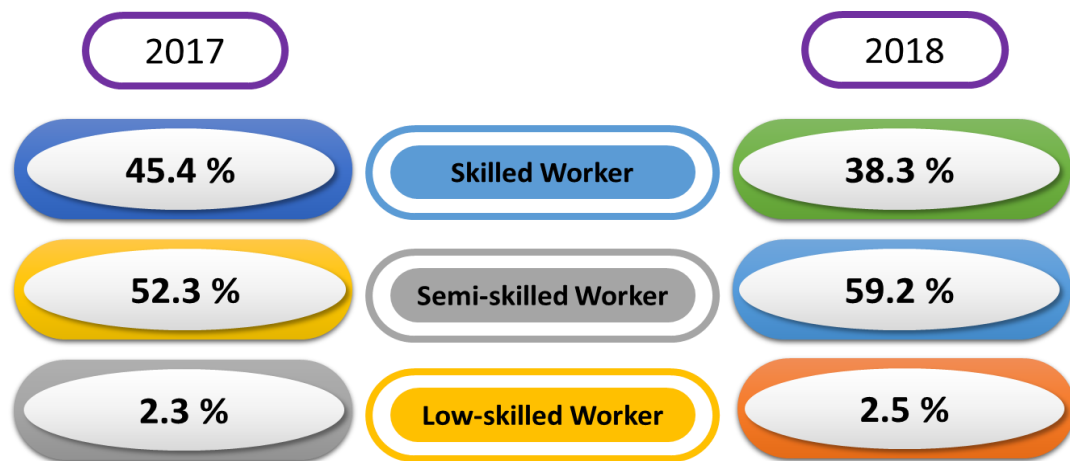 2017
2018
45.4 %
Skilled Worker
38.3 %
52.3 %
Semi-skilled Worker
59.2 %
2.3 %
Low-skilled Worker
2.5 %